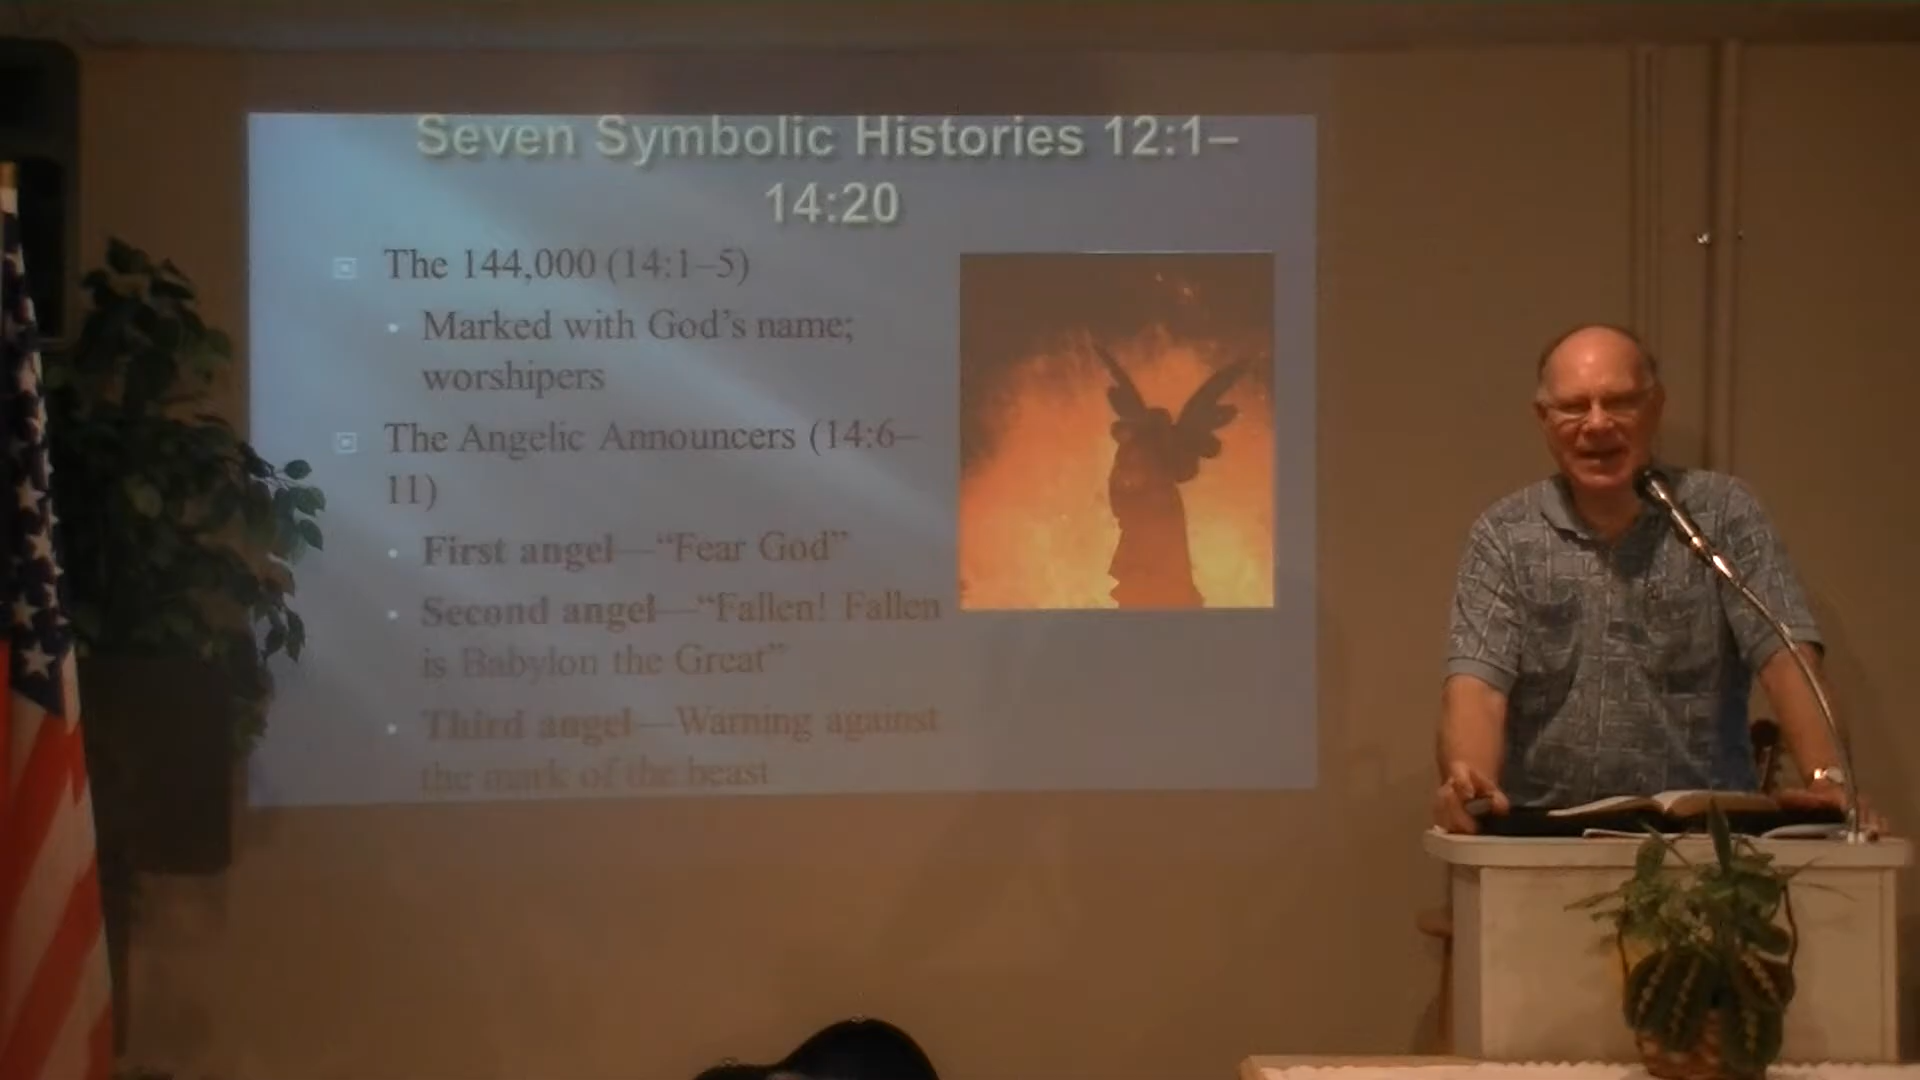 Seven Symbolic Histories 12:1–
14:20
The 144,000 (14:1–5)
• Marked with God's name;
worshipers
The Angelic Announcers (14:6–
11)
• First angel—“Fear God”
• Second angel—“Fallen! Fallen
is Babylon the Great”
• Third angel—Warning against
the mark of the beast